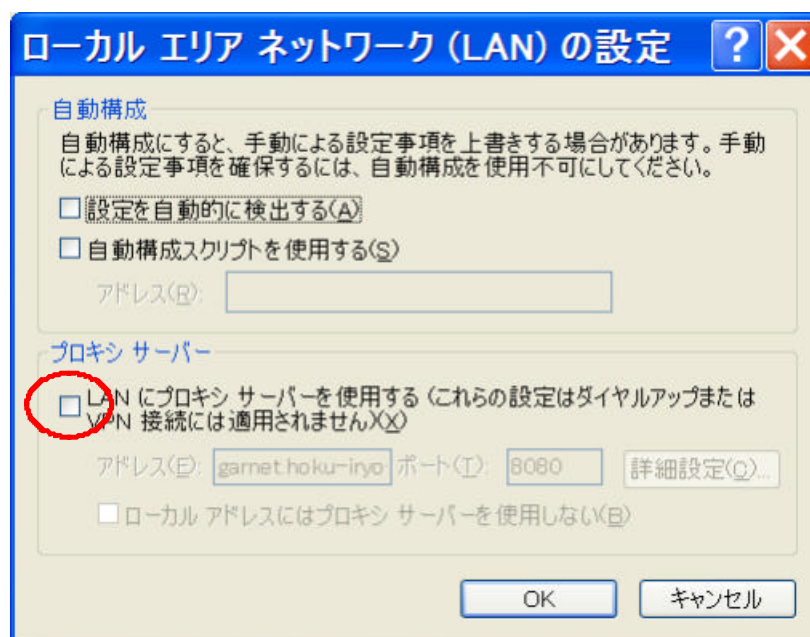 ローカル エリア ネットワーク (LAN) の設定
自動構成
自動構成にすると、手動による設定事項を上書きする場合があります。手動
による設定事項を確保するには、自動構成を使用不可にしてください。
設定を自動的に検出する(A)
自動構成スクリプトを使用する(S)
アドレス(R):
プロキシ サーバー
LAN にプロキシ サーバーを使用する (これらの設定はダイヤルアップまたは
VPN 接続には適用されません)(X)
アドレス(E): garnet.hoku-iryo- ポート(T): 8080 詳細設定(C)...
ローカル アドレスにはプロキシ サーバーを使用しない(B)
OK キャンセル